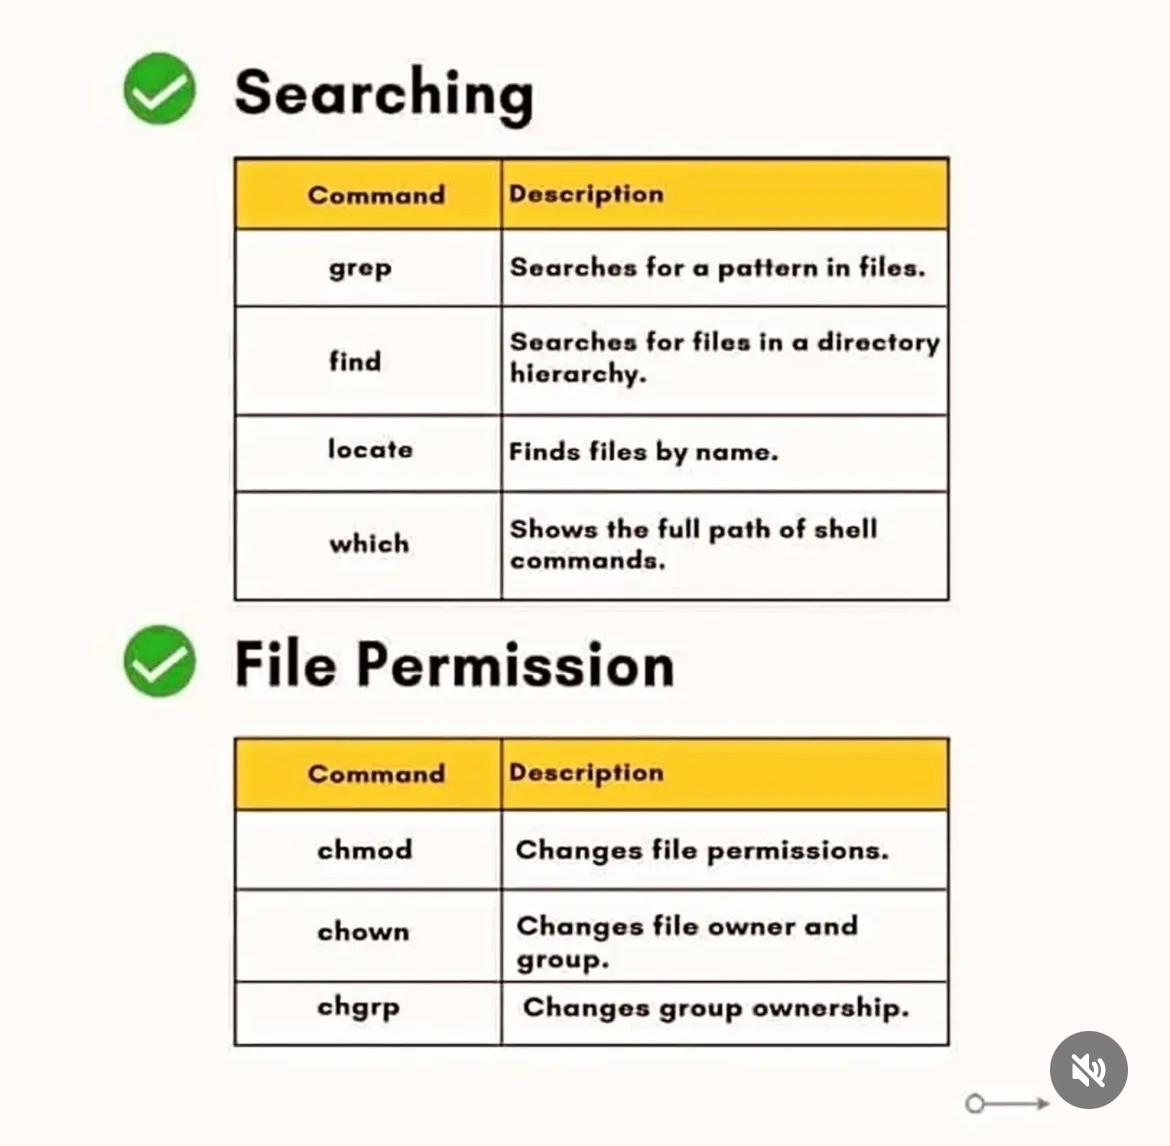 Searching
Command Description
grep Searches for a pattern in files.
find Searches for files in a directory
hierarchy.
locate Finds files by name.
which Shows the full path of shell
commands.
File Permission
Command Description
chmod Changes file permissions.
chown Changes file owner and
group.
chgrp Changes group ownership.